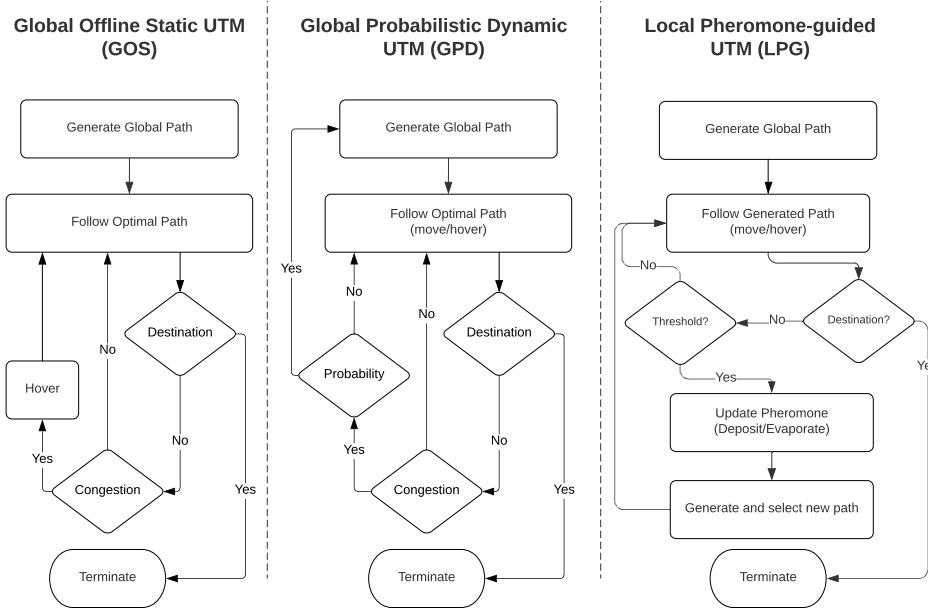 Global Offline Static UTM
(GOS)
Generate Global Path
Follow Optimal Path
Destination
No
Hover
Yes
No
Congestion
Yes
Terminate
Global Probabilistic Dynamic
UTM (GPD)
Generate Global Path
Follow Optimal Path
(move/hover)
Yes
No
No
Destination
Probability
No
Yes
Congestion
Yes
Terminate
Local Pheromone-guided
UTM (LPG)
Generate Global Path
Follow Generated Path
(move/hover)
No
Threshold?
No
Destination?
Yes
Update Pheromone
(Deposit/Evaporate)
Generate and select new path
Terminate